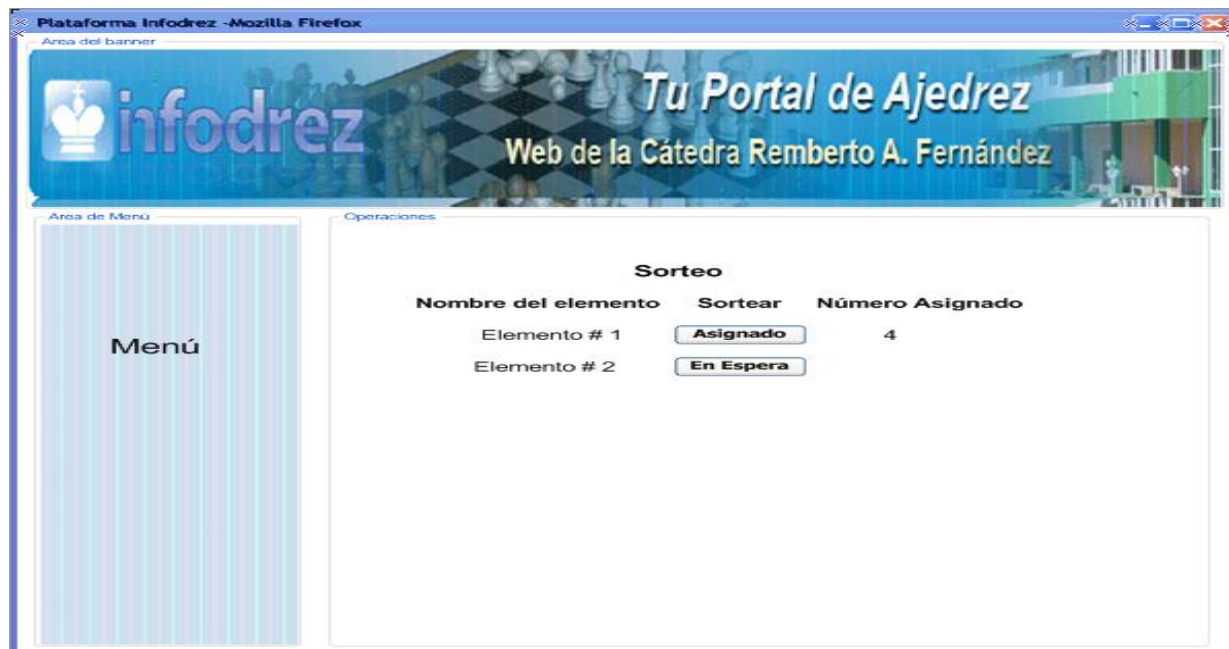 Plataforma Infodrez -Mozilla Firefox
Area del banner
infodrez
Tu Portal de Ajedrez
Web de la Cátedra Remberto A. Fernández
Area de Menú
Operaciones
Menú
Sorteo
Nombre del elemento Sortear Número Asignado
Elemento # 1 Asignado 4
Elemento # 2 En Espera